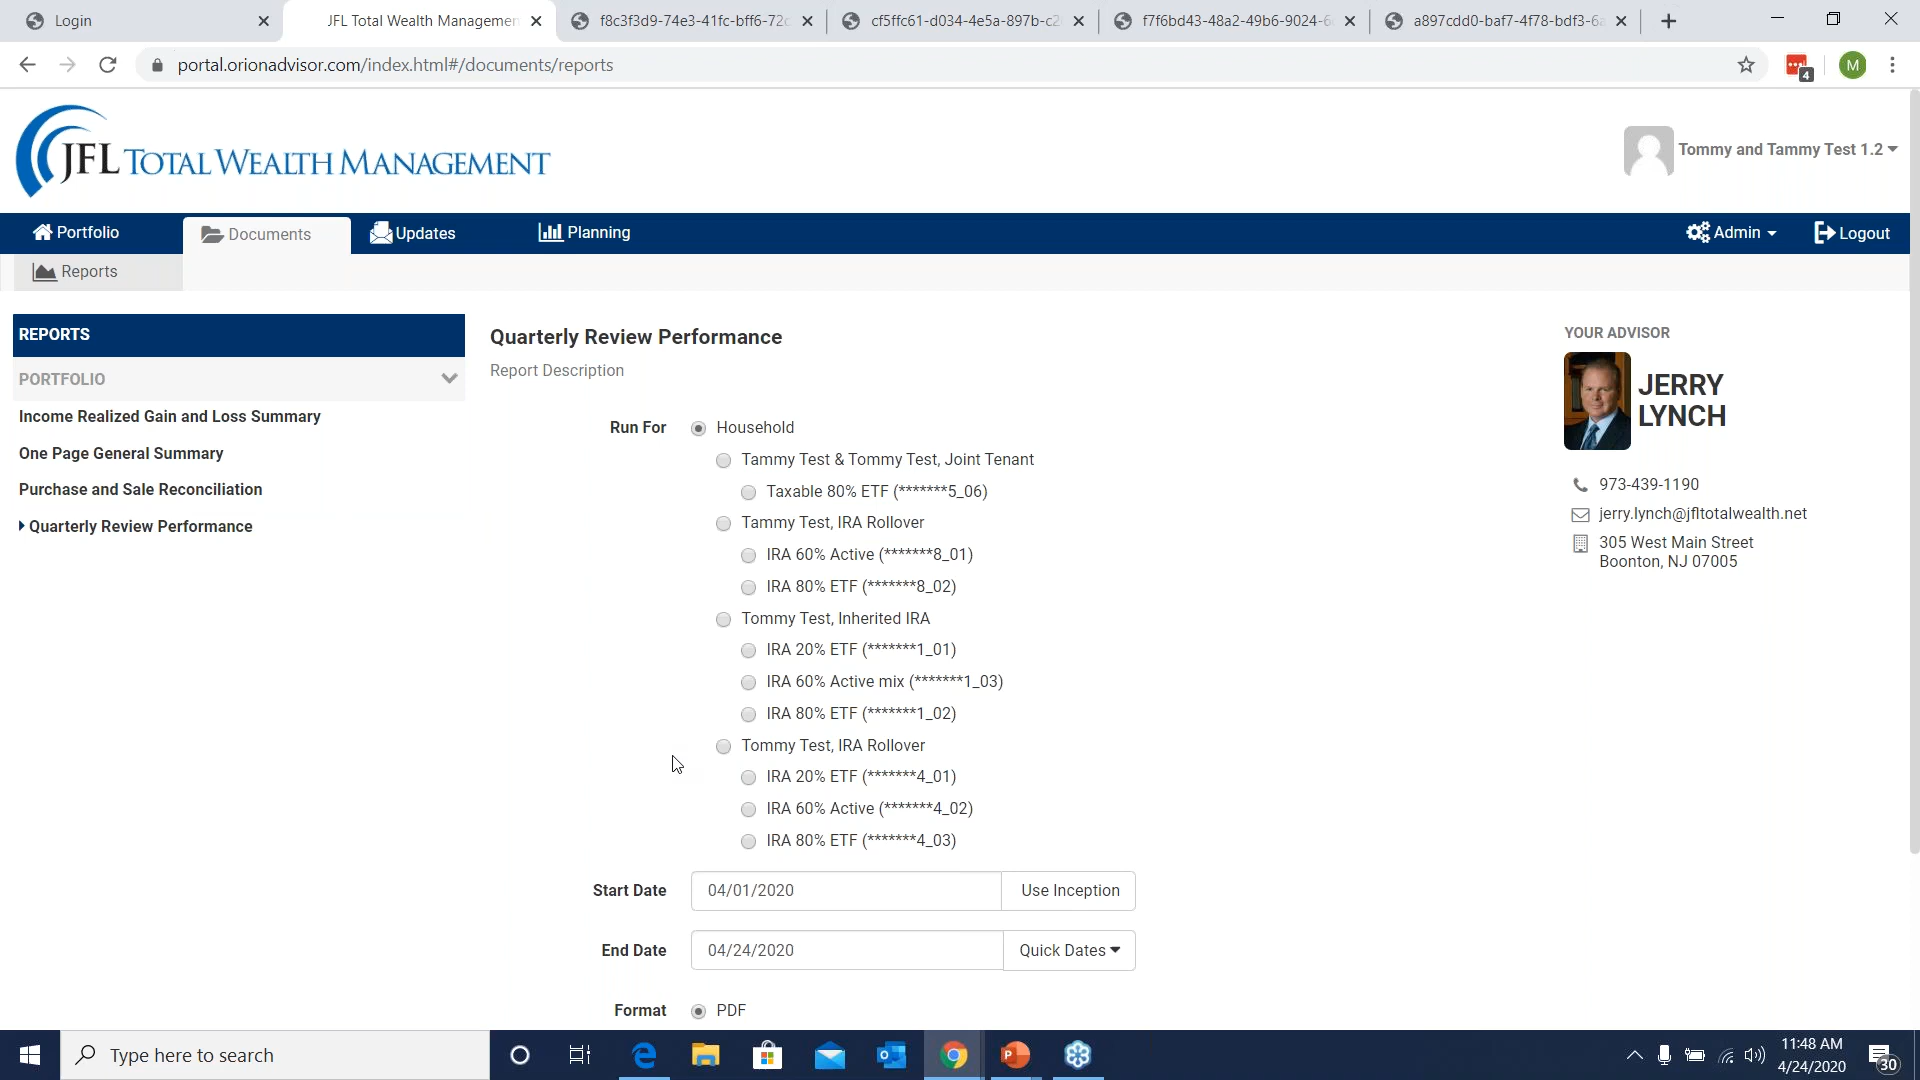 Login
JFL Total Wealth Managemen
f8c3f3d9-74e3-41fc-bff6-72
cf5ffc61-d034-4e5a-897b-c2
f7f6bd43-48a2-49b6-9024-6
a897cdd0-baf7-4f78-bdf3-6
portal.orionadvisor.com/index.html#/documents/reports
4
M
JFL TOTAL WEALTH MANAGEMENT
Tommy and Tammy Test 1.2
Portfolio
Documents
Updates
Planning
Admin
Logout
Reports
REPORTS
PORTFOLIO
Income Realized Gain and Loss Summary
One Page General Summary
Purchase and Sale Reconciliation
Quarterly Review Performance
Quarterly Review Performance
Report Description
Run For
Household
Tammy Test & Tommy Test, Joint Tenant
Taxable 80% ETF (*******5_06)
Tammy Test, IRA Rollover
IRA 60% Active (*******8_01)
IRA 80% ETF (*******8_02)
Tommy Test, Inherited IRA
IRA 20% ETF (*******1_01)
IRA 60% Active mix (*******1_03)
IRA 80% ETF (*******1_02)
Tommy Test, IRA Rollover
IRA 20% ETF (*******4_01)
IRA 60% Active (*******4_02)
IRA 80% ETF (*******4_03)
Start Date
04/01/2020
Use Inception
End Date
04/24/2020
Quick Dates
Format
PDF
YOUR ADVISOR
JERRY
LYNCH
973-439-1190
jerry.lynch@jfltotalwealth.net
305 West Main Street
Boonton, NJ 07005
Type here to search
11:48 AM
4/24/2020
30